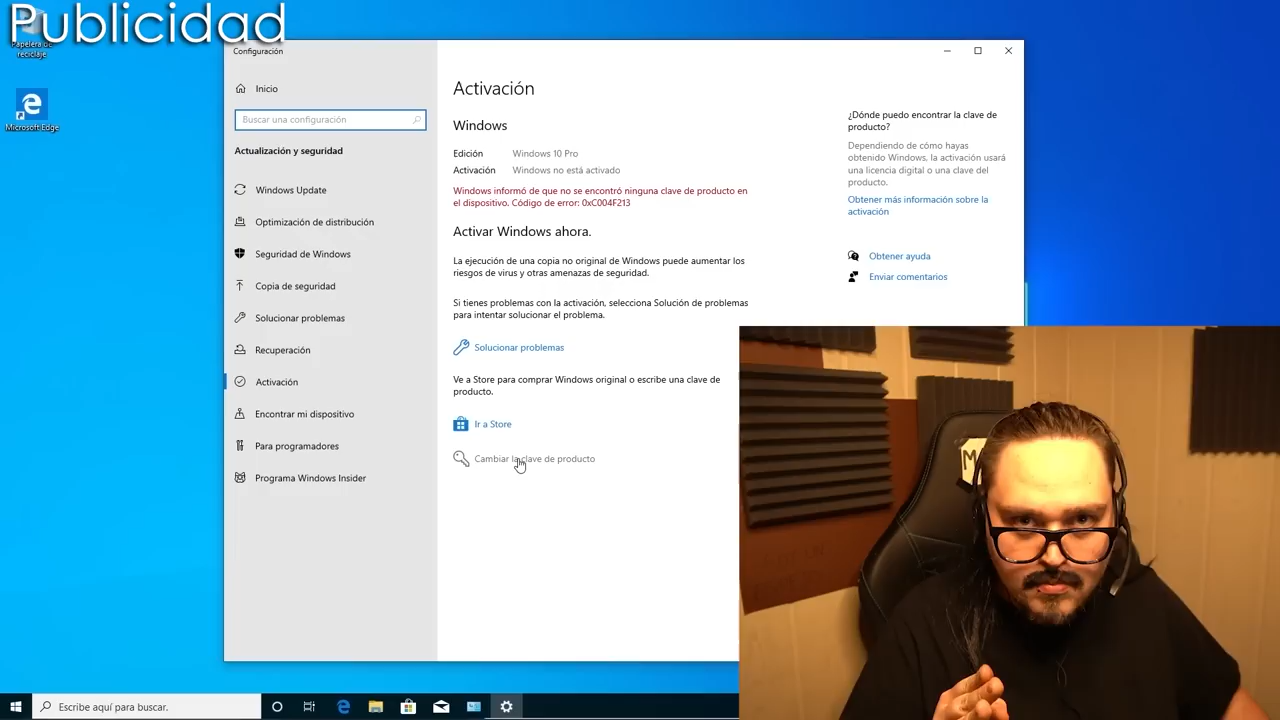 Publicidad
Papelera de
reciclaje
Microsoft Edge
Configuración
Inicio
Buscar una configuración
Actualización y seguridad
Windows Update
Optimización de distribución
Seguridad de Windows
Copia de seguridad
Solucionar problemas
Recuperación
Activación
Encontrar mi dispositivo
Para programadores
Programa Windows Insider
Activación
Windows
Edición Windows 10 Pro
Activación Windows no está activado
Windows informó de que no se encontró ninguna clave de producto en
el dispositivo. Código de error: 0xC004F213
Activar Windows ahora.
La ejecución de una copia no original de Windows puede aumentar los
riesgos de virus y otras amenazas de seguridad.
Si tienes problemas con la activación, selecciona Solución de problemas
para intentar solucionar el problema.
Solucionar problemas
Ve a Store para comprar Windows original o escribe una clave de
producto.
Ir a Store
Cambiar la clave de producto
¿Dónde puedo encontrar la clave de
producto?
Dependiendo de cómo hayas
obtenido Windows, la activación usará
una licencia digital o una clave del
producto.
Obtener más información sobre la
activación
Obtener ayuda
Enviar comentarios
Escribe aquí para buscar.